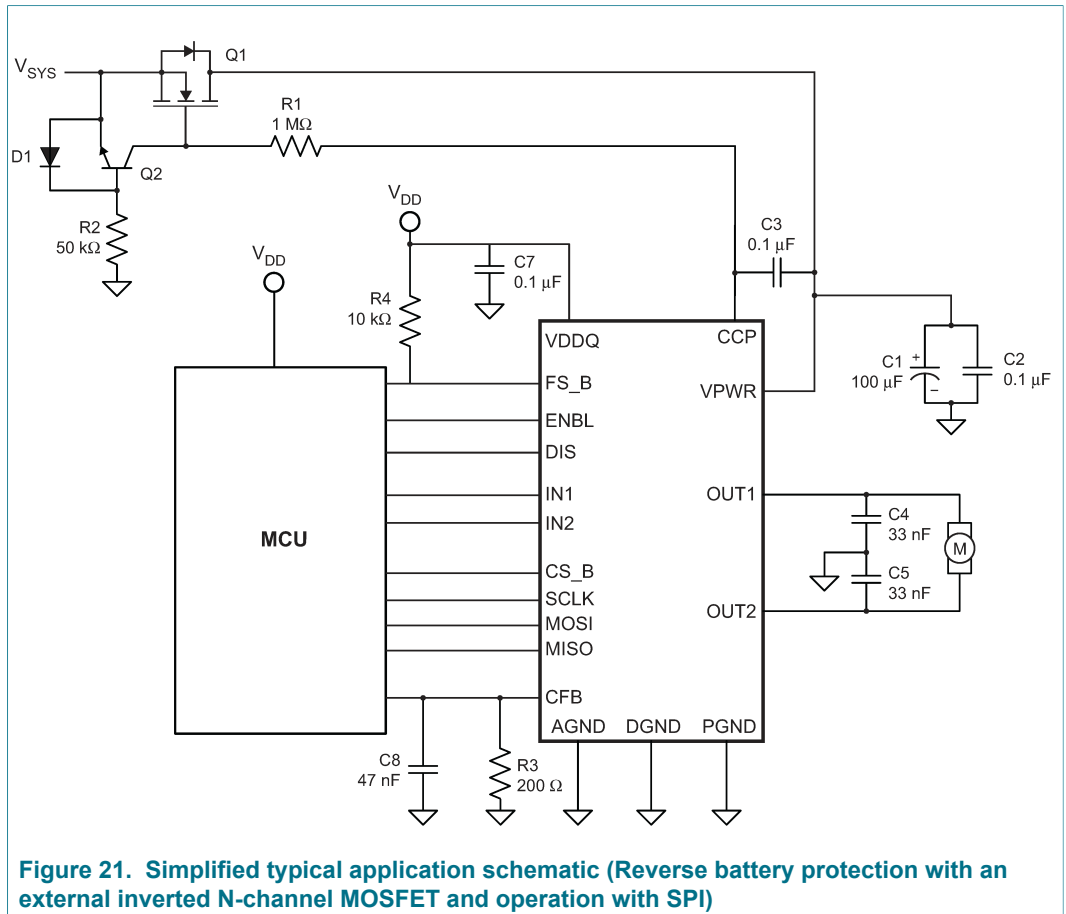 Q1
V_SYS
R1
1 MΩ
D1
Q2
V_DD
R2
50 kΩ
C3
0.1 µF
V_DD
C7
0.1 µF
R4
10 kΩ
VDDQ
CCP
C1
100 µF
+
−
C2
0.1 µF
FS_B
VPWR
ENBL
DIS
IN1
OUT1
IN2
C4
33 nF
MCU
M
CS_B
C5
33 nF
SCLK
OUT2
MOSI
MISO
CFB
AGND DGND PGND
C8
47 nF
R3
200 Ω
Figure 21. Simplified typical application schematic (Reverse battery protection with an
external inverted N-channel MOSFET and operation with SPI)